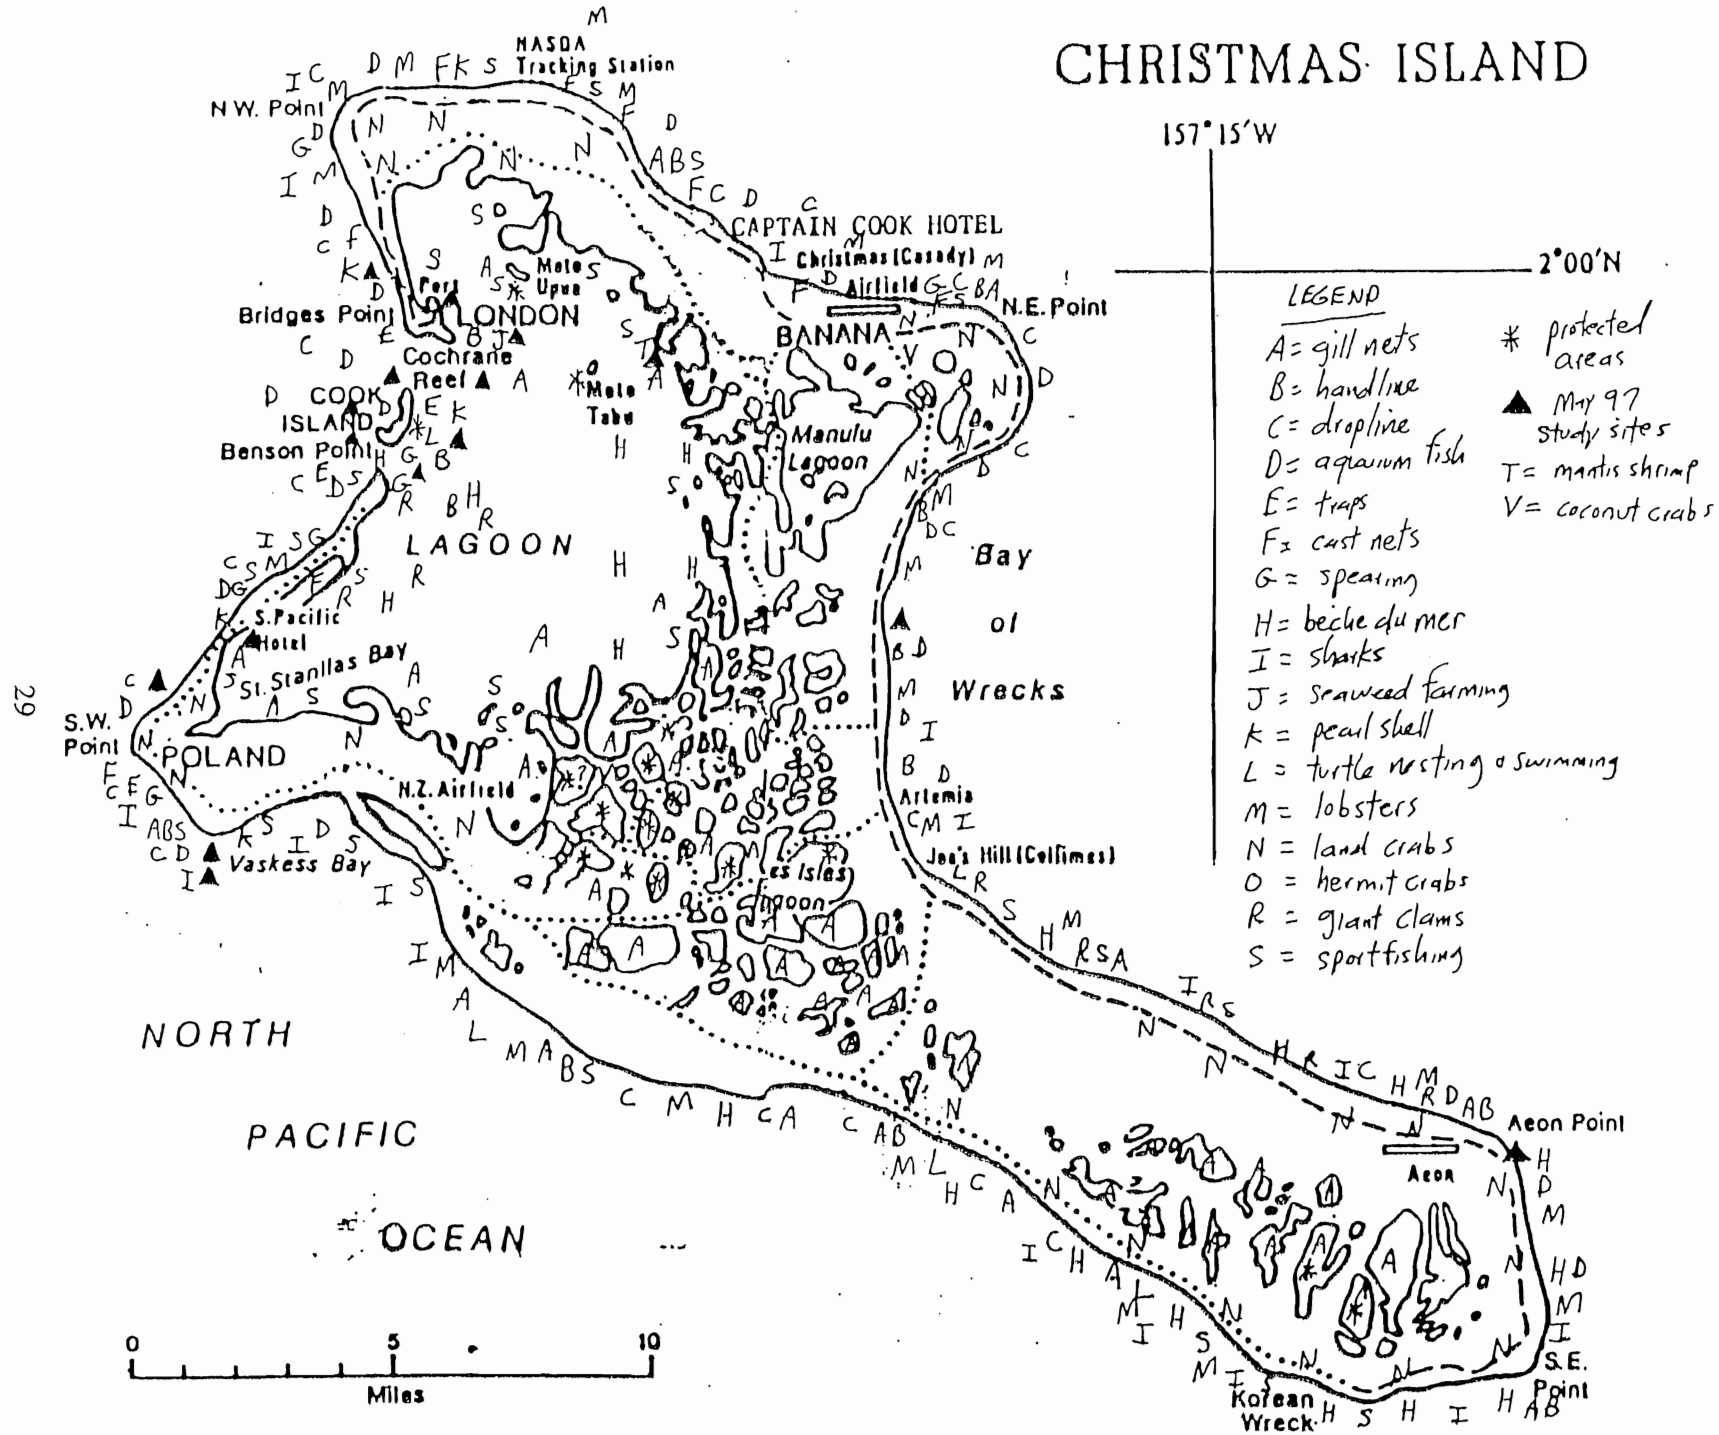 CHRISTMAS ISLAND
157°15'W
2°00'N
LEGEND
A = gill nets
B = handline
C = dropline
D = aquarium fish
E = traps
F = cast nets
G = spearing
H = beche du mer
I = sharks
J = seaweed farming
K = pearl shell
L = turtle nesting & swimming
M = lobsters
N = land crabs
O = hermit crabs
R = giant clams
S = sportfishing
* protected
areas
▲ May 97
study sites
T = mantis shrimp
V = coconut crabs
M
NASDA
Tracking Station
I C M D M F K S
F S M
F
N.W. Point
D
G
I M
N N N N N
D
A B S
F C D C
CAPTAIN COOK HOTEL
I M
Christmas (Casady) M
Airfield
F D G C B A
F S
N.E. Point
BANANA
D
C F
K
D
S D
S
A
S
Mote S
Upua
Port
LONDON
Bridges Point
E
B J
Cochrane
Reef
A
C
D
S
T
A
Mote
Tabu
D COOK
ISLAND
D E K
L
Benson Point
H G B
C E D S G
R
B H
R
LAGOON
H H
S
Manulu
Lagoon
N V N N N N
C
D
C
D
M
B
D C
M
Bay
of
Wrecks
B D
M
D I
B D
Artemia
C M I
Joe's Hill (Celtimes)
I S G
C S M
D G
K
E S
R H
R
S. Pacific
Hotel
A
J
St. Stanilas Bay
A S
A
S
H
H
A
S
A
H
S
S
C
D
S.W.
Point
N N N N
POLAND
F
C E G
I
A B S
C D
I
K S I D S
Vaskess Bay
I S
N.Z. Airfield
N
A
Les Isles
Lagoon
I M
A
L
M A
B S
C M H C A
C A B
M L
H C A
I C H A
L
M
I
H
S
M I
L R
S
H M
R S A
I R S
H R I C
H M
R D A B
N N N N
Aeon Point
Aeon
H
D
M
H D
M
I
S.E.
Point
H A B
Korean
Wreck
H S H I
NORTH
PACIFIC
OCEAN
0 5 10
Miles
29